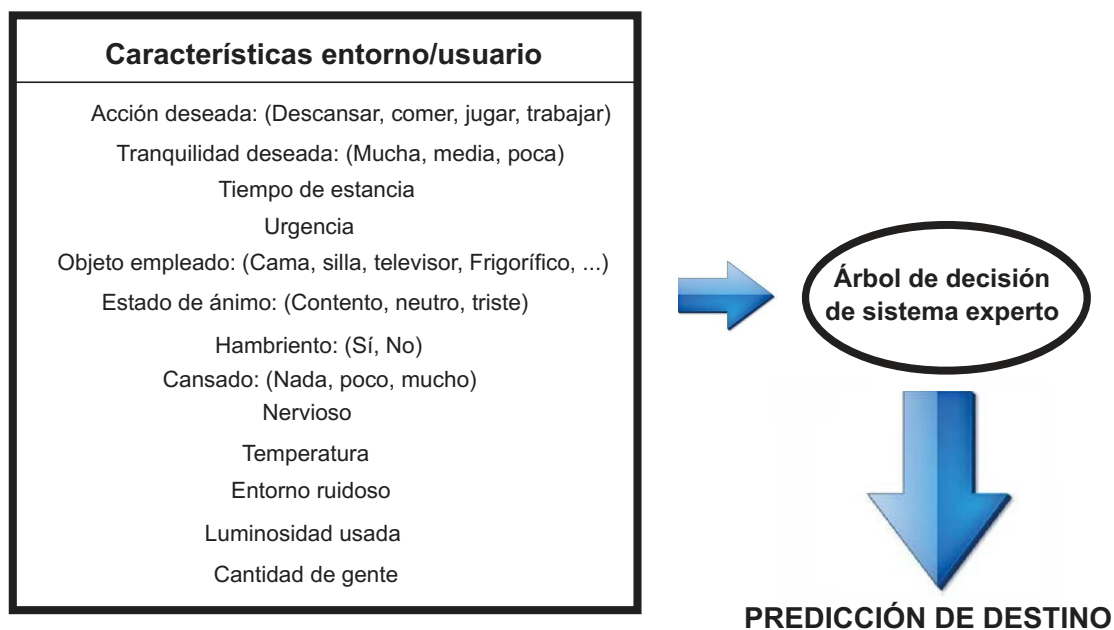 Características entorno/usuario
Acción deseada: (Descansar, comer, jugar, trabajar)
Tranquilidad deseada: (Mucha, media, poca)
Tiempo de estancia
Urgencia
Objeto empleado: (Cama, silla, televisor, Frigorífico, ...)
Estado de ánimo: (Contento, neutro, triste)
Hambriento: (Sí, No)
Cansado: (Nada, poco, mucho)
Nervioso
Temperatura
Entorno ruidoso
Luminosidad usada
Cantidad de gente
Árbol de decisión
de sistema experto
PREDICCIÓN DE DESTINO